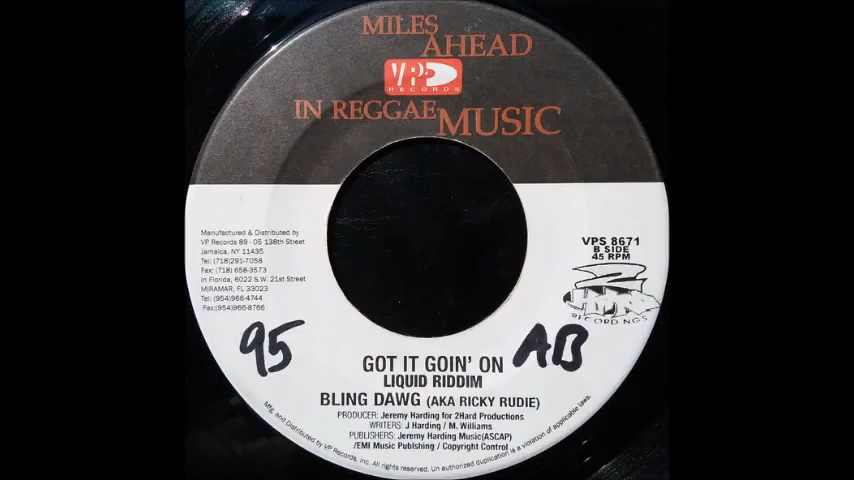 MILES
AHEAD
VP
RECORDS
IN REGGAE MUSIC
Manufactured & Distributed by
VP Records 89 - 05 138th Street
Jamaica, NY 11435
Tel: (718)291-7058
Fax: (718) 658-3573
in Florida, 6022 S.W. 21st Street
MIRAMAR, FL 33023
Tel: (954)966-4744
Fax:(954)966-8766
VPS 8671
B SIDE
45 RPM
2 HARD
RECORDINGS
95
AB
GOT IT GOIN' ON
LIQUID RIDDIM
BLING DAWG (AKA RICKY RUDIE)
PRODUCER: Jeremy Harding for 2Hard Productions
WRITERS: J Harding / M. Williams
PUBLISHERS: Jeremy Harding Music(ASCAP)
/EMI Music Publshing / Copyright Control
Mfg. and Distributed by VP Records, Inc. All rights reserved. Un authorized duplication is a violation of applicable laws.